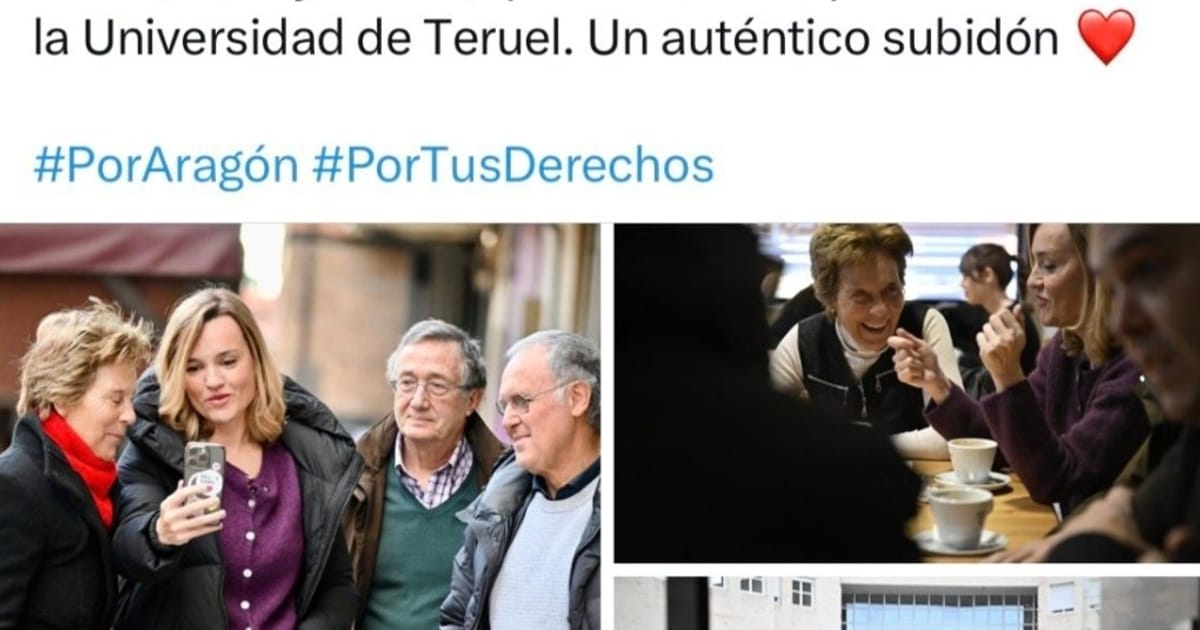 la Universidad de Teruel. Un auténtico subidón ❤️
#PorAragón #PorTusDerechos